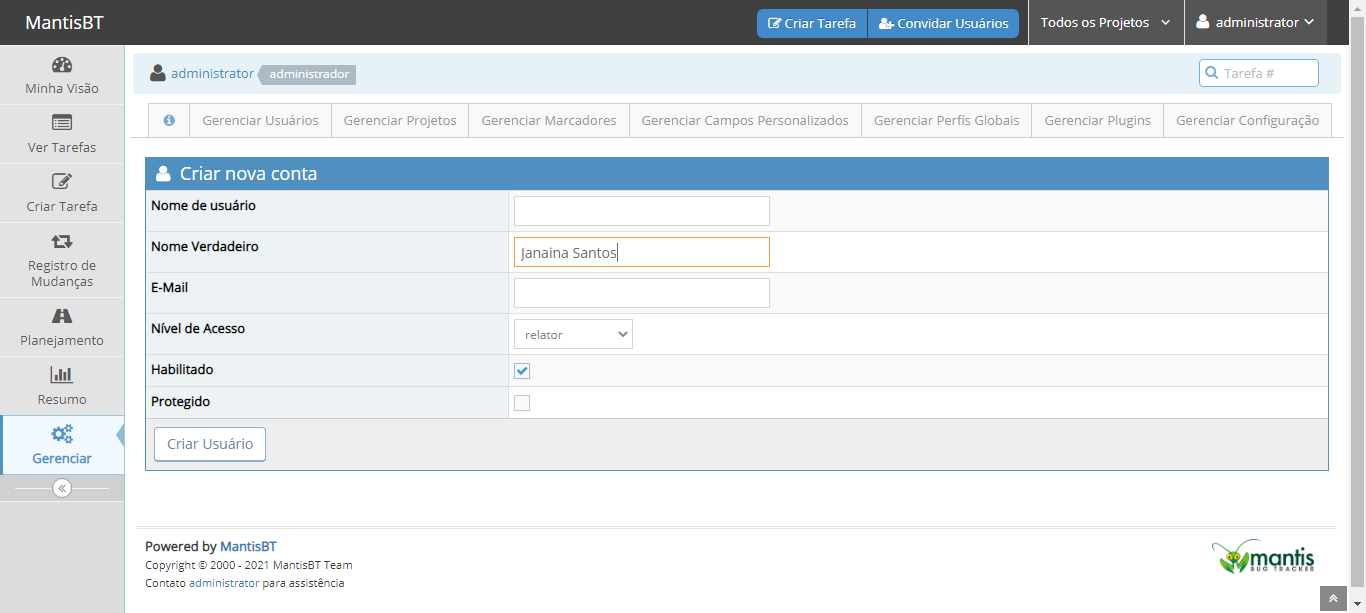 MantisBT
Criar Tarefa
Convidar Usuários
Todos os Projetos
administrator
Minha Visão
Ver Tarefas
Criar Tarefa
Registro de
Mudanças
Planejamento
Resumo
Gerenciar
administrator administrador
Tarefa #
Gerenciar Usuários
Gerenciar Projetos
Gerenciar Marcadores
Gerenciar Campos Personalizados
Gerenciar Perfís Globais
Gerenciar Plugins
Gerenciar Configuração
Criar nova conta
Nome de usuário
Nome Verdadeiro
Janaina Santos
E-Mail
Nível de Acesso
relator
Habilitado
Protegido
Criar Usuário
Powered by MantisBT
Copyright © 2000 - 2021 MantisBT Team
Contato administrator para assistência
mantis
BUG TRACKER